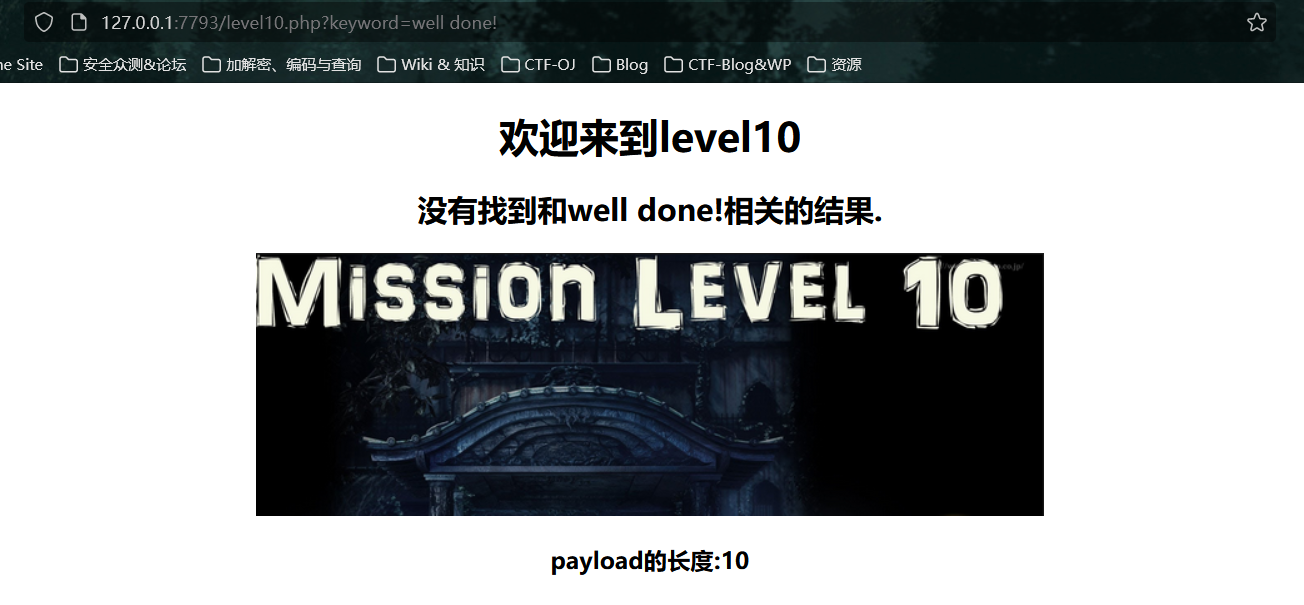 127.0.0.1:7793/level10.php?keyword=well done!
ne Site 安全众测&论坛 加解密、编码与查询 Wiki & 知识 CTF-OJ Blog CTF-Blog&WP 资源
欢迎来到level10
没有找到和well done!相关的结果.
Mission Level 10
payload的长度:10